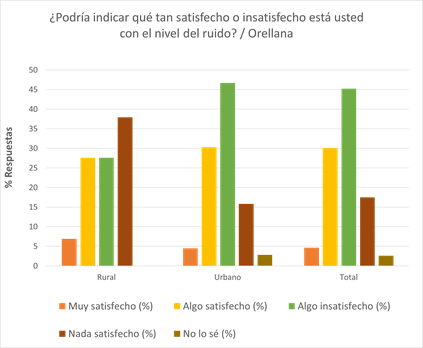 ¿Podría indicar qué tan satisfecho o insatisfecho está usted
con el nivel del ruido? / Orellana
% Respuestas
50
45
40
35
30
25
20
15
10
5
0
Rural Urbano Total
Muy satisfecho (%) Algo satisfecho (%) Algo insatisfecho (%)
Nada satisfecho (%) No lo sé (%)